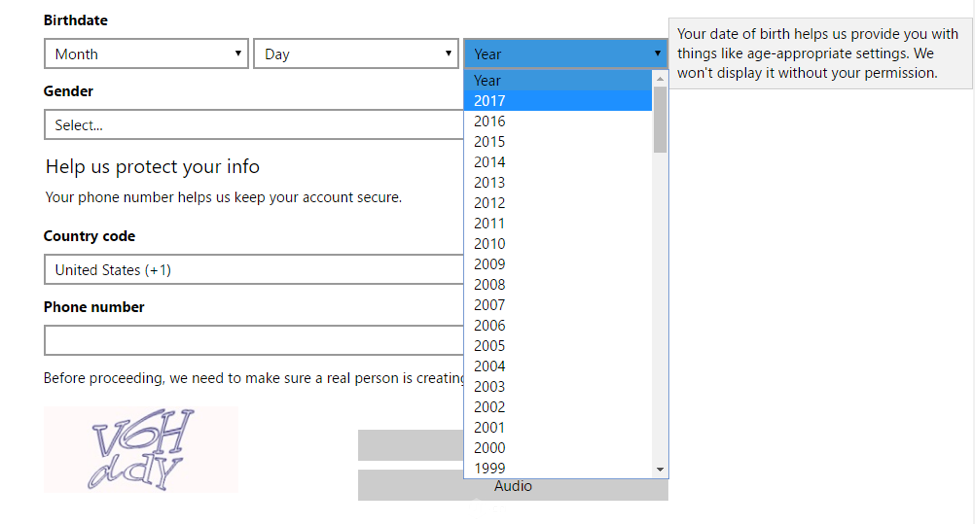 Birthdate
Month
Day
Year
Your date of birth helps us provide you with
things like age-appropriate settings. We
won't display it without your permission.
Year
2017
2016
2015
2014
2013
2012
2011
2010
2009
2008
2007
2006
2005
2004
2003
2002
2001
2000
1999
Gender
Select...
Help us protect your info
Your phone number helps us keep your account secure.
Country code
United States (+1)
Phone number
Before proceeding, we need to make sure a real person is creating
V6H
ddY
Audio